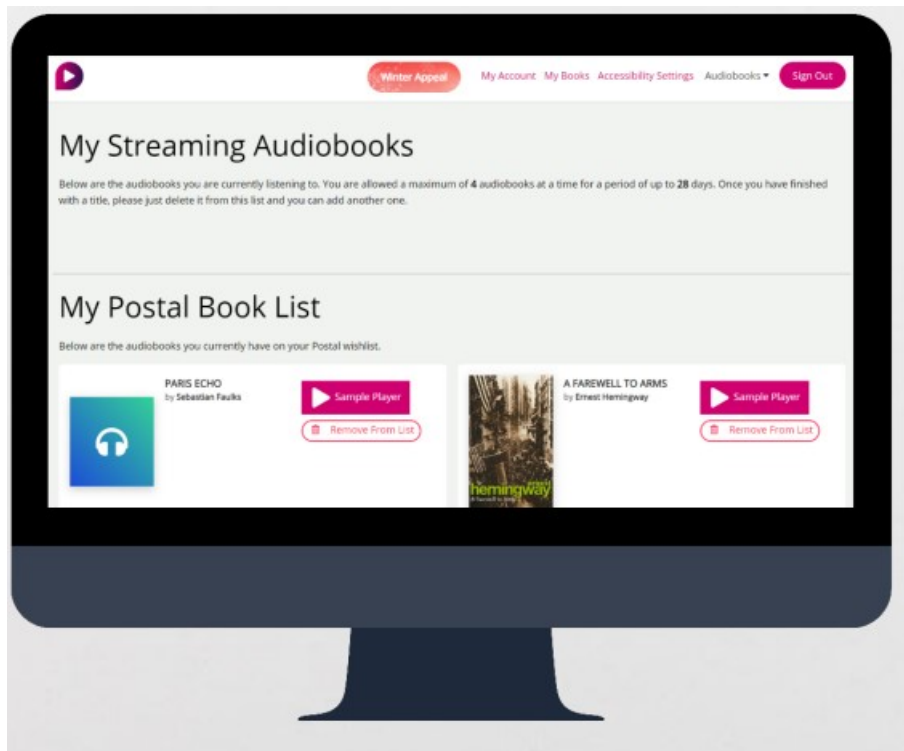 Winter Appeal My Account My Books Accessibility Settings Audiobooks Sign Out
My Streaming Audiobooks
Below are the audiobooks you are currently listening to. You are allowed a maximum of 4 audiobooks at a time for a period of up to 28 days. Once you have finished
with a title, please just delete it from this list and you can add another one.
My Postal Book List
Below are the audiobooks you currently have on your Postal wishlist.
PARIS ECHO
by Sebastian Faulks
Sample Player
Remove From List
A FAREWELL TO ARMS
by Ernest Hemingway
Sample Player
Remove From List
ernest
hemingway
A farewell to arms